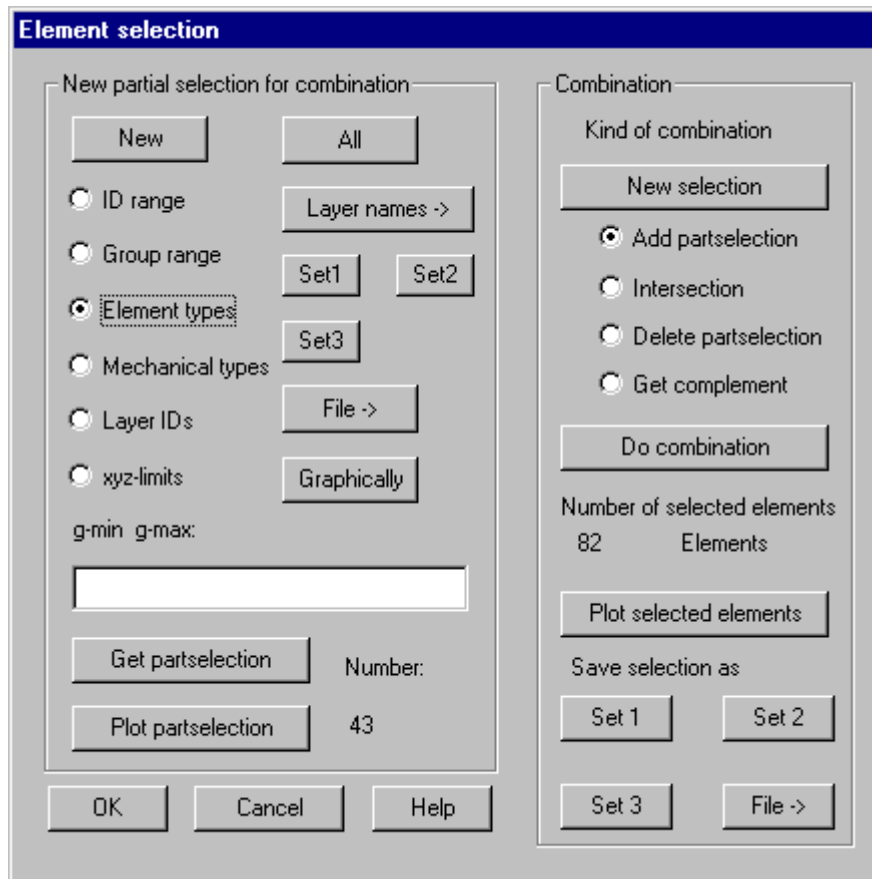 Element selection
New partial selection for combination
New
All
ID range
Layer names ->
Group range
Set1
Set2
Element types
Set3
Mechanical types
File ->
Layer IDs
xyz-limits
Graphically
g-min g-max:
Get partselection
Number:
Plot partselection
43
OK
Cancel
Help
Combination
Kind of combination
New selection
Add partselection
Intersection
Delete partselection
Get complement
Do combination
Number of selected elements
82 Elements
Plot selected elements
Save selection as
Set 1
Set 2
Set 3
File ->